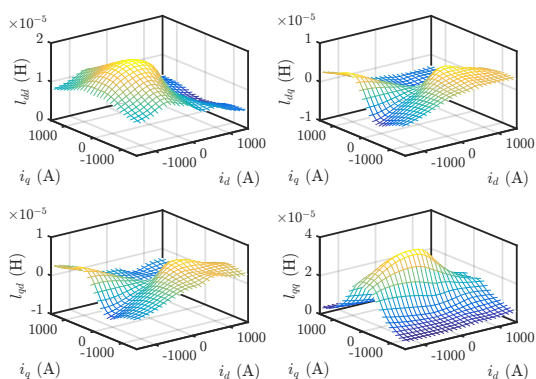 ×10⁻⁵ ×10⁻⁵
2 1
1 0
0 -1
l_dd (H) l_dq (H)
1000 0 -1000 -1000 0 1000
1000 0 -1000 -1000 0 1000
i_q (A) i_d (A) i_q (A) i_d (A)
×10⁻⁵ ×10⁻⁵
1 4
0 2
-1 0
l_qd (H) l_qq (H)
1000 0 -1000 -1000 0 1000
1000 0 -1000 -1000 0 1000
i_q (A) i_d (A) i_q (A) i_d (A)